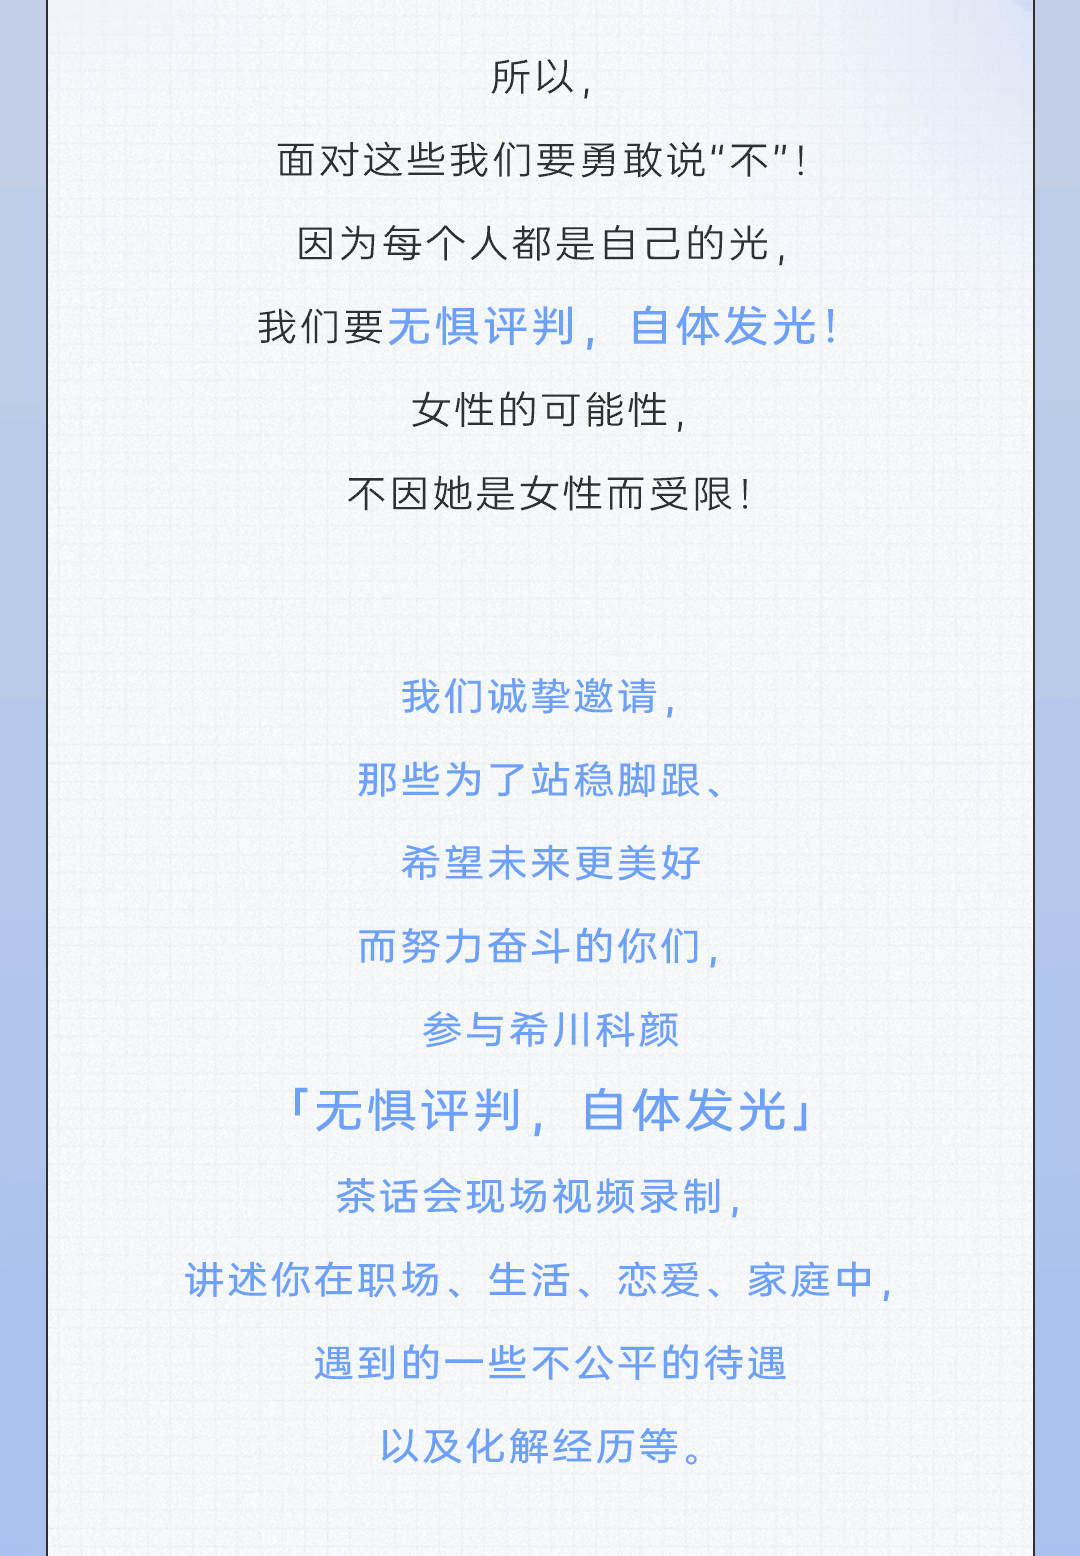 所以，
面对这些我们要勇敢说“不”！
因为每个人都是自己的光，
我们要无惧评判，自体发光！
女性的可能性，
不因她是女性而受限！
我们诚挚邀请，
那些为了站稳脚跟、
希望未来更美好
而努力奋斗的你们，
参与希川科颜
「无惧评判，自体发光」
茶话会现场视频录制，
讲述你在职场、生活、恋爱、家庭中，
遇到的一些不公平的待遇
以及化解经历等。